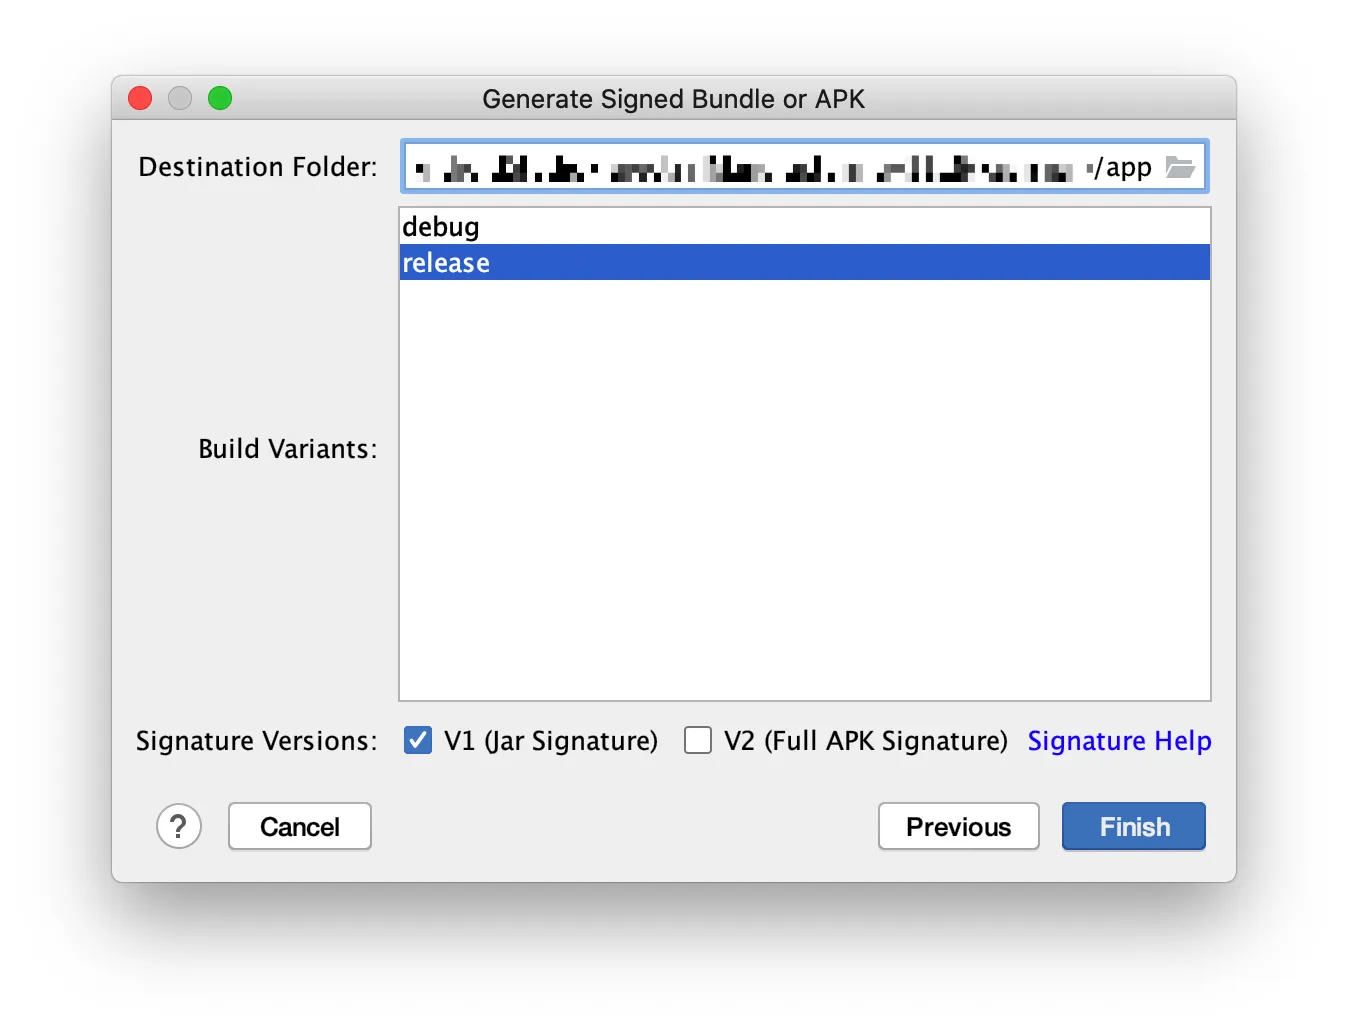 Generate Signed Bundle or APK
Destination Folder: /app
debug
release
Build Variants:
Signature Versions: V1 (Jar Signature) V2 (Full APK Signature) Signature Help
? Cancel Previous Finish